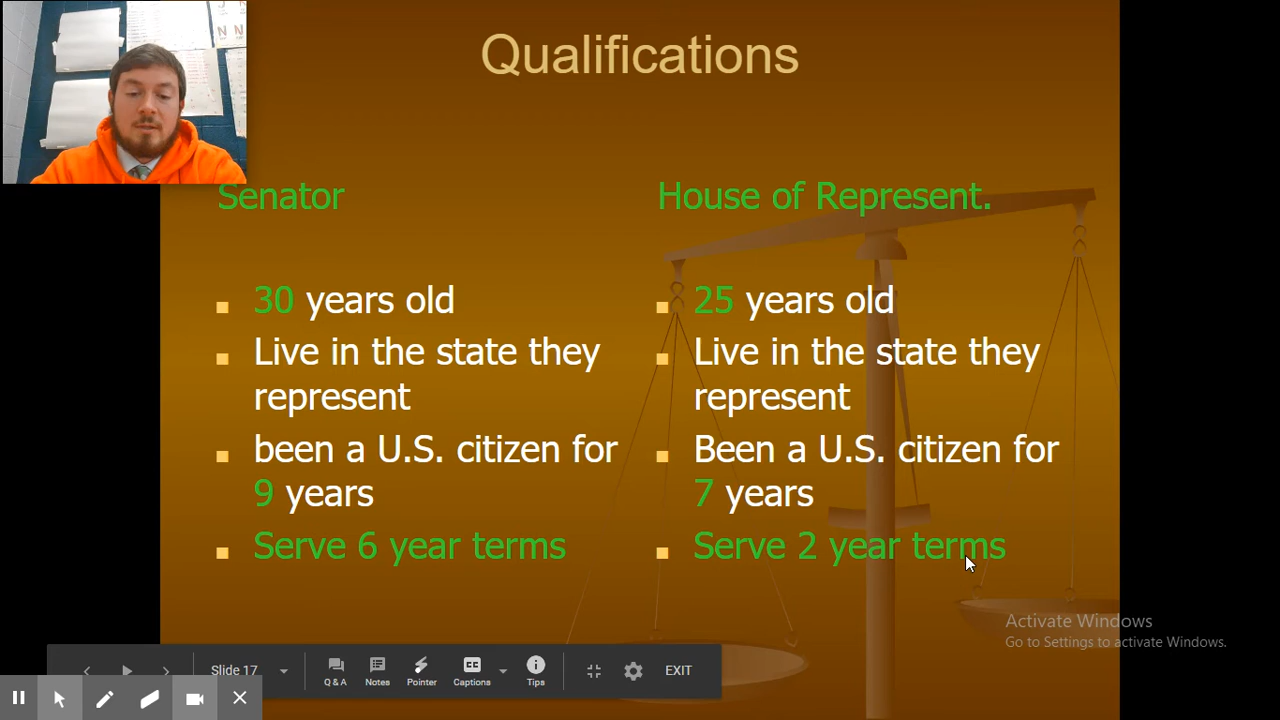 Qualifications
Senator
House of Represent.
30 years old
Live in the state they
represent
been a U.S. citizen for
9 years
Serve 6 year terms
25 years old
Live in the state they
represent
Been a U.S. citizen for
7 years
Serve 2 year terms
Activate Windows
Go to Settings to activate Windows.
Slide 17
Q & A
Notes
Pointer
Captions
Tips
EXIT